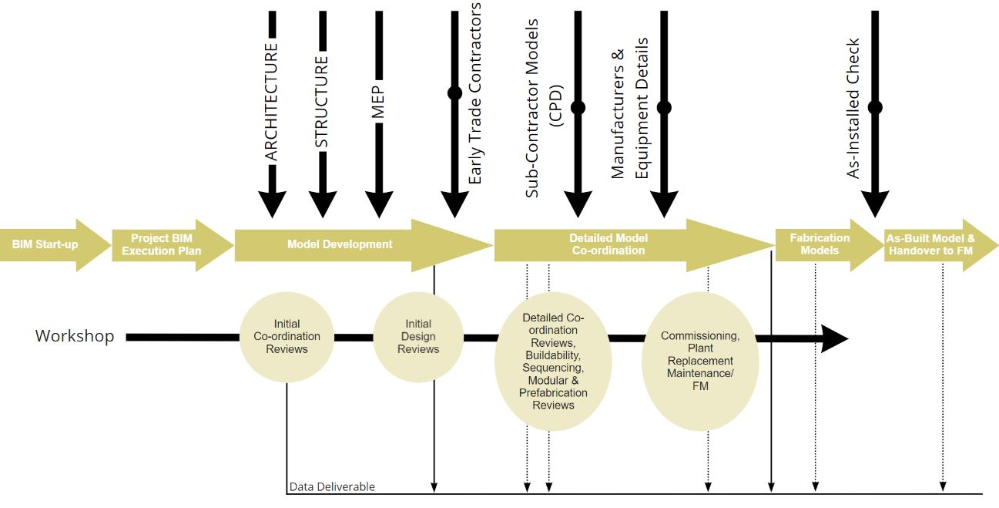 ARCHITECTURE
STRUCTURE
MEP
Early Trade Contractors
Sub-Contractor Models
(CPD)
Manufacturers &
Equipment Details
As-Installed Check
BIM Start-up
Project BIM
Execution Plan
Model Development
Detailed Model
Co-ordination
Fabrication
Models
As-Built Model &
Handover to FM
Workshop
Initial
Co-ordination
Reviews
Initial
Design
Reviews
Detailed Co-
ordination
Reviews,
Buildability,
Sequencing,
Modular &
Prefabrication
Reviews
Commissioning,
Plant
Replacement
Maintenance/
FM
Data Deliverable